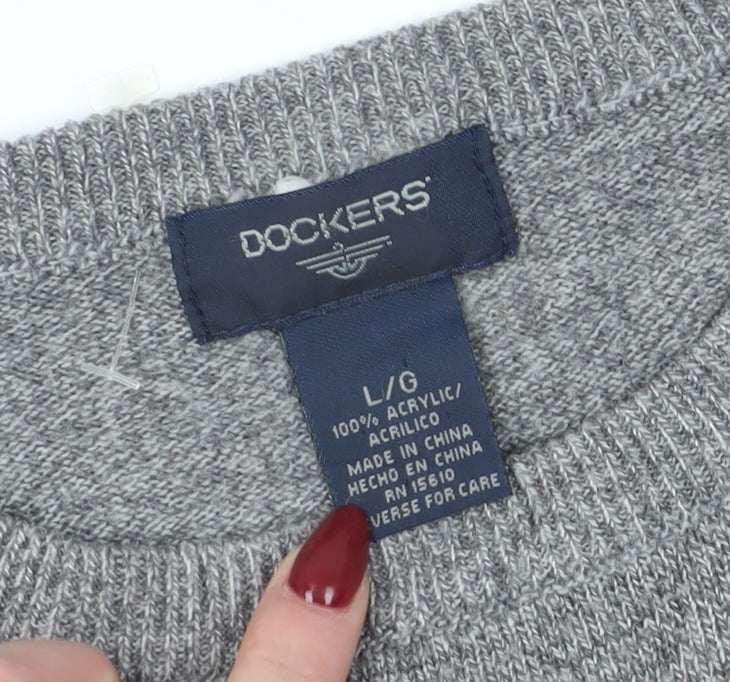 DOCKERS
L/G
100% ACRYLIC/
ACRILICO
MADE IN CHINA
HECHO EN CHINA
RN 15610
VERSE FOR CARE